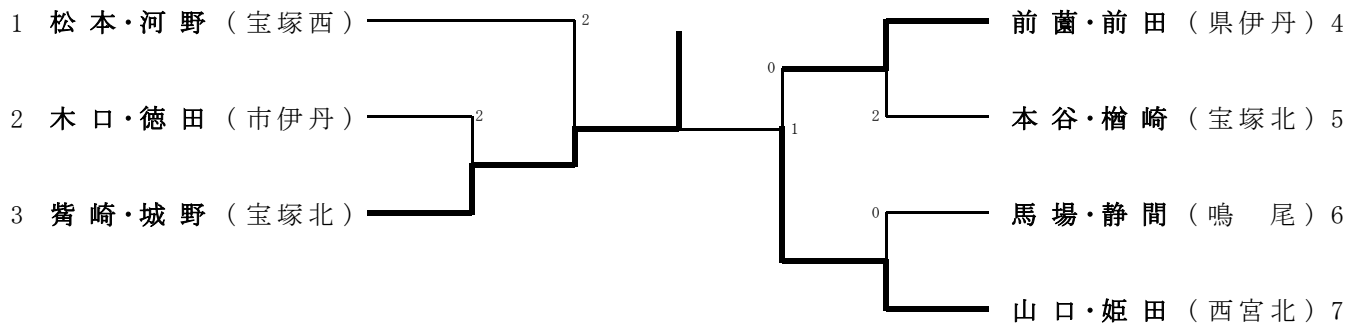 1 松本・河野 (宝塚西)
2
前薗・前田 (県伊丹) 4
0
2 木口・徳田 (市伊丹)
2
1
2
本谷・楢崎 (宝塚北) 5
3 觜崎・城野 (宝塚北)
0
馬場・静間 (鳴 尾) 6
山口・姫田 (西宮北) 7